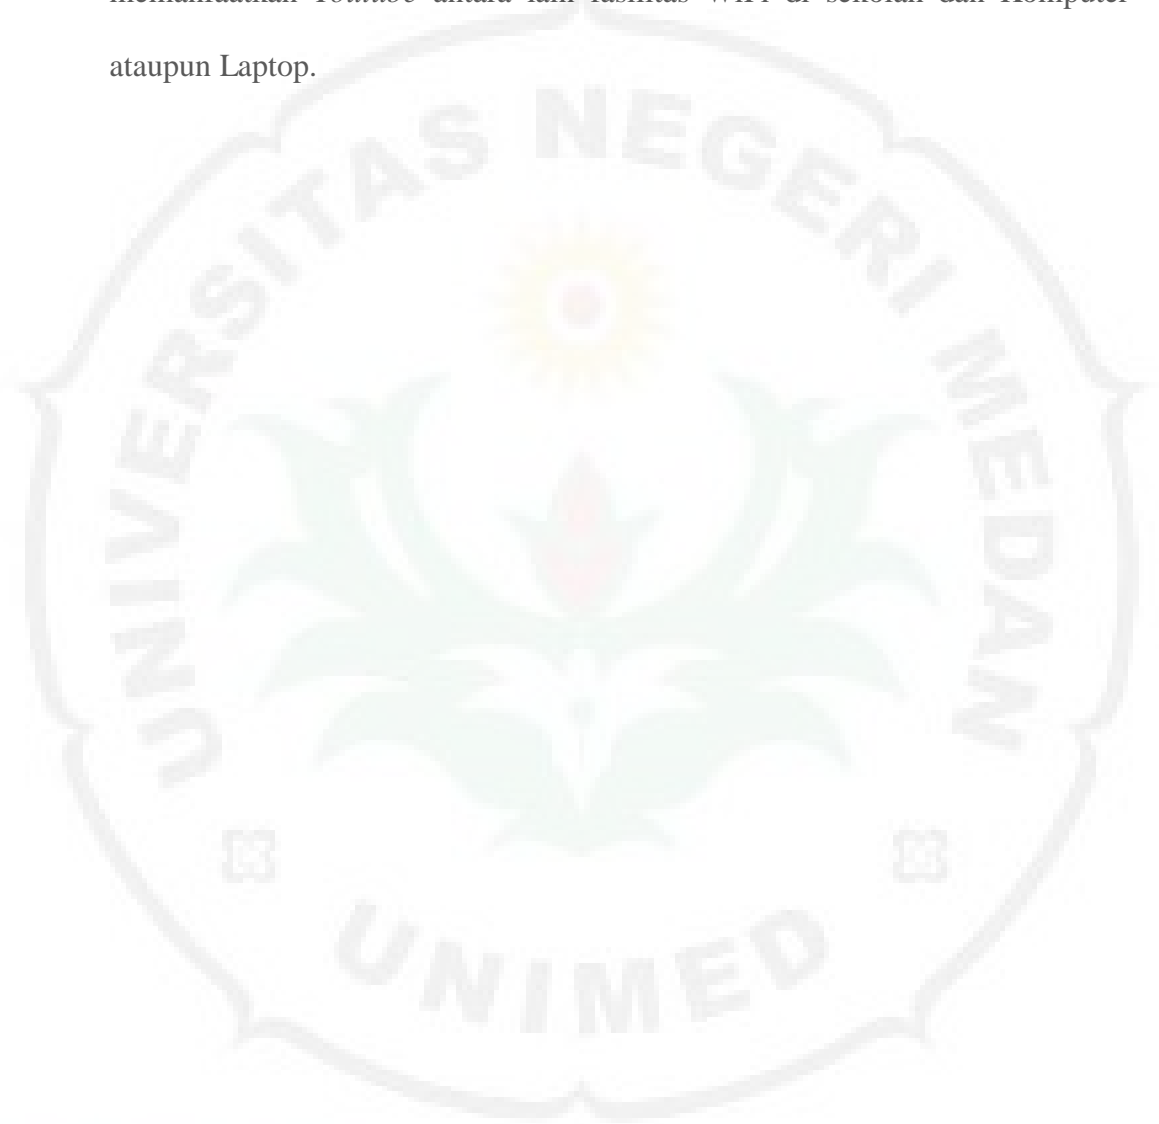 memanfaatkan Youtube antara lain fasilitas WIFI di sekolah dan Komputer
ataupun Laptop.
UNIVERSITAS NEGERI MEDAN
UNIMED